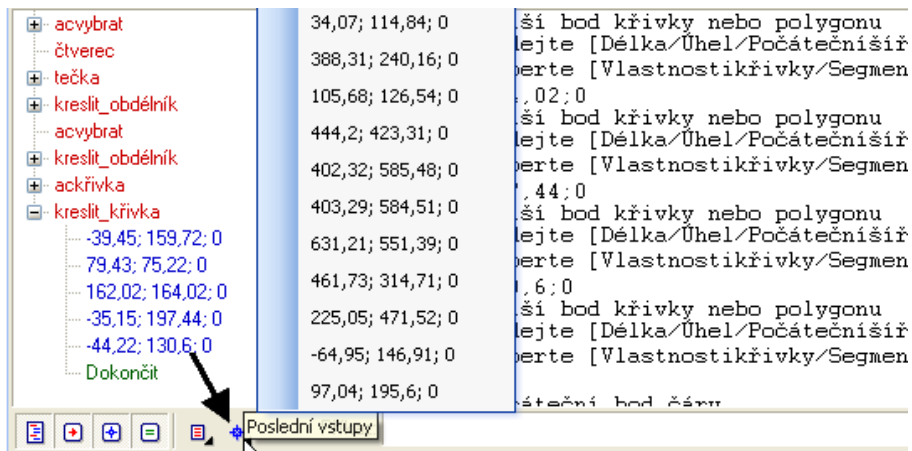 acvybrat
čtverec
tečka
kreslit_obdélník
acvybrat
kreslit_obdélník
ackřivka
kreslit_křivka
-39,45; 159,72; 0
79,43; 75,22; 0
162,02; 164,02; 0
-35,15; 197,44; 0
-44,22; 130,6; 0
Dokončit
34,07; 114,84; 0
388,31; 240,16; 0
105,68; 126,54; 0
444,2; 423,31; 0
402,32; 585,48; 0
403,29; 584,51; 0
631,21; 551,39; 0
461,73; 314,71; 0
225,05; 471,52; 0
-64,95; 146,91; 0
97,04; 195,6; 0
ší bod křivky nebo polygonu
lejte [Délka/Úhel/Počátečníšíř
perte [Vlastnostikřivky/Segmen
,02;0
ší bod křivky nebo polygonu
lejte [Délka/Úhel/Počátečníšíř
perte [Vlastnostikřivky/Segmen
,44;0
ší bod křivky nebo polygonu
lejte [Délka/Úhel/Počátečníšíř
perte [Vlastnostikřivky/Segmen
,6;0
ší bod křivky nebo polygonu
lejte [Délka/Úhel/Počátečníšíř
perte [Vlastnostikřivky/Segmen
áteční bod čáry
Poslední vstupy